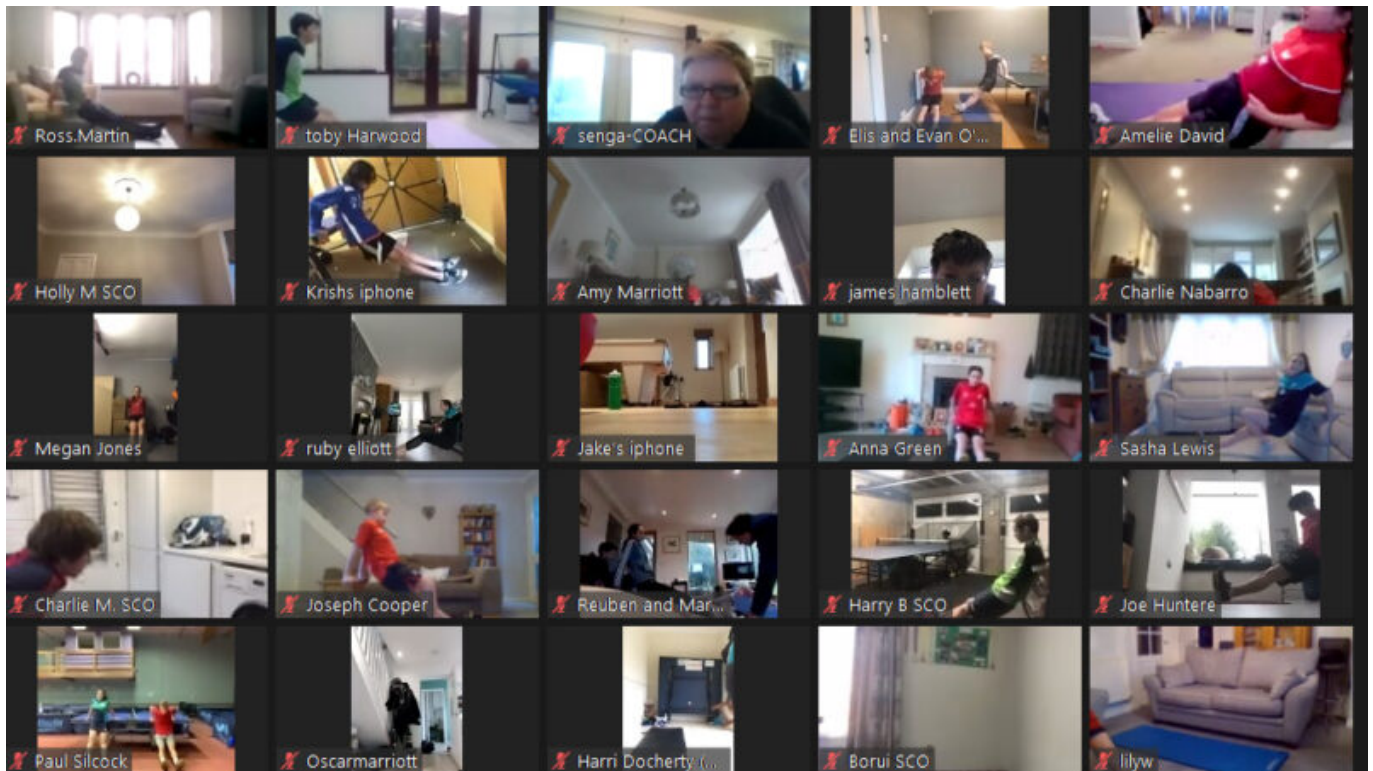 Ross.Martin
toby Harwood
senga-COACH
Elis and Evan O'...
Amelie David
Holly M SCO
Krishs iphone
Amy Marriott
james hamblett
Charlie Nabarro
Megan Jones
ruby elliott
Jake's iphone
Anna Green
Sasha Lewis
Charlie M. SCO
Joseph Cooper
Reuben and Mar...
Harry B SCO
Joe Huntere
Paul Silcock
Oscarmarriott
Harri Docherty (...
Borui SCO
lilyw